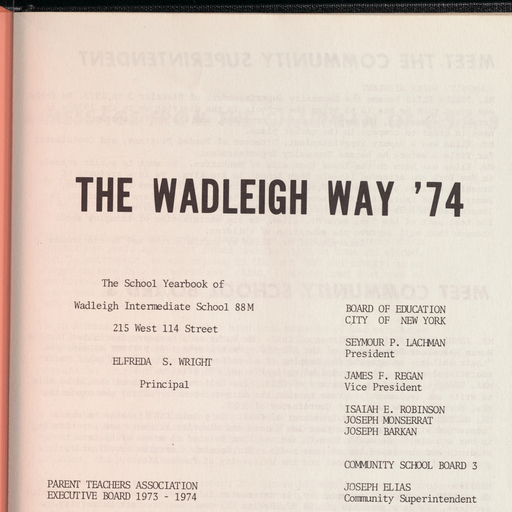 THE WADLEIGH WAY '74
The School Yearbook of
Wadleigh Intermediate School 88M
215 West 114 Street
ELFREDA S. WRIGHT
Principal
BOARD OF EDUCATION
CITY OF NEW YORK
SEYMOUR P. LACHMAN
President
JAMES F. REGAN
Vice President
ISAIAH E. ROBINSON
JOSEPH MONSERRAT
JOSEPH BARKAN
COMMUNITY SCHOOL BOARD 3
JOSEPH ELIAS
Community Superintendent
PARENT TEACHERS ASSOCIATION
EXECUTIVE BOARD 1973 - 1974